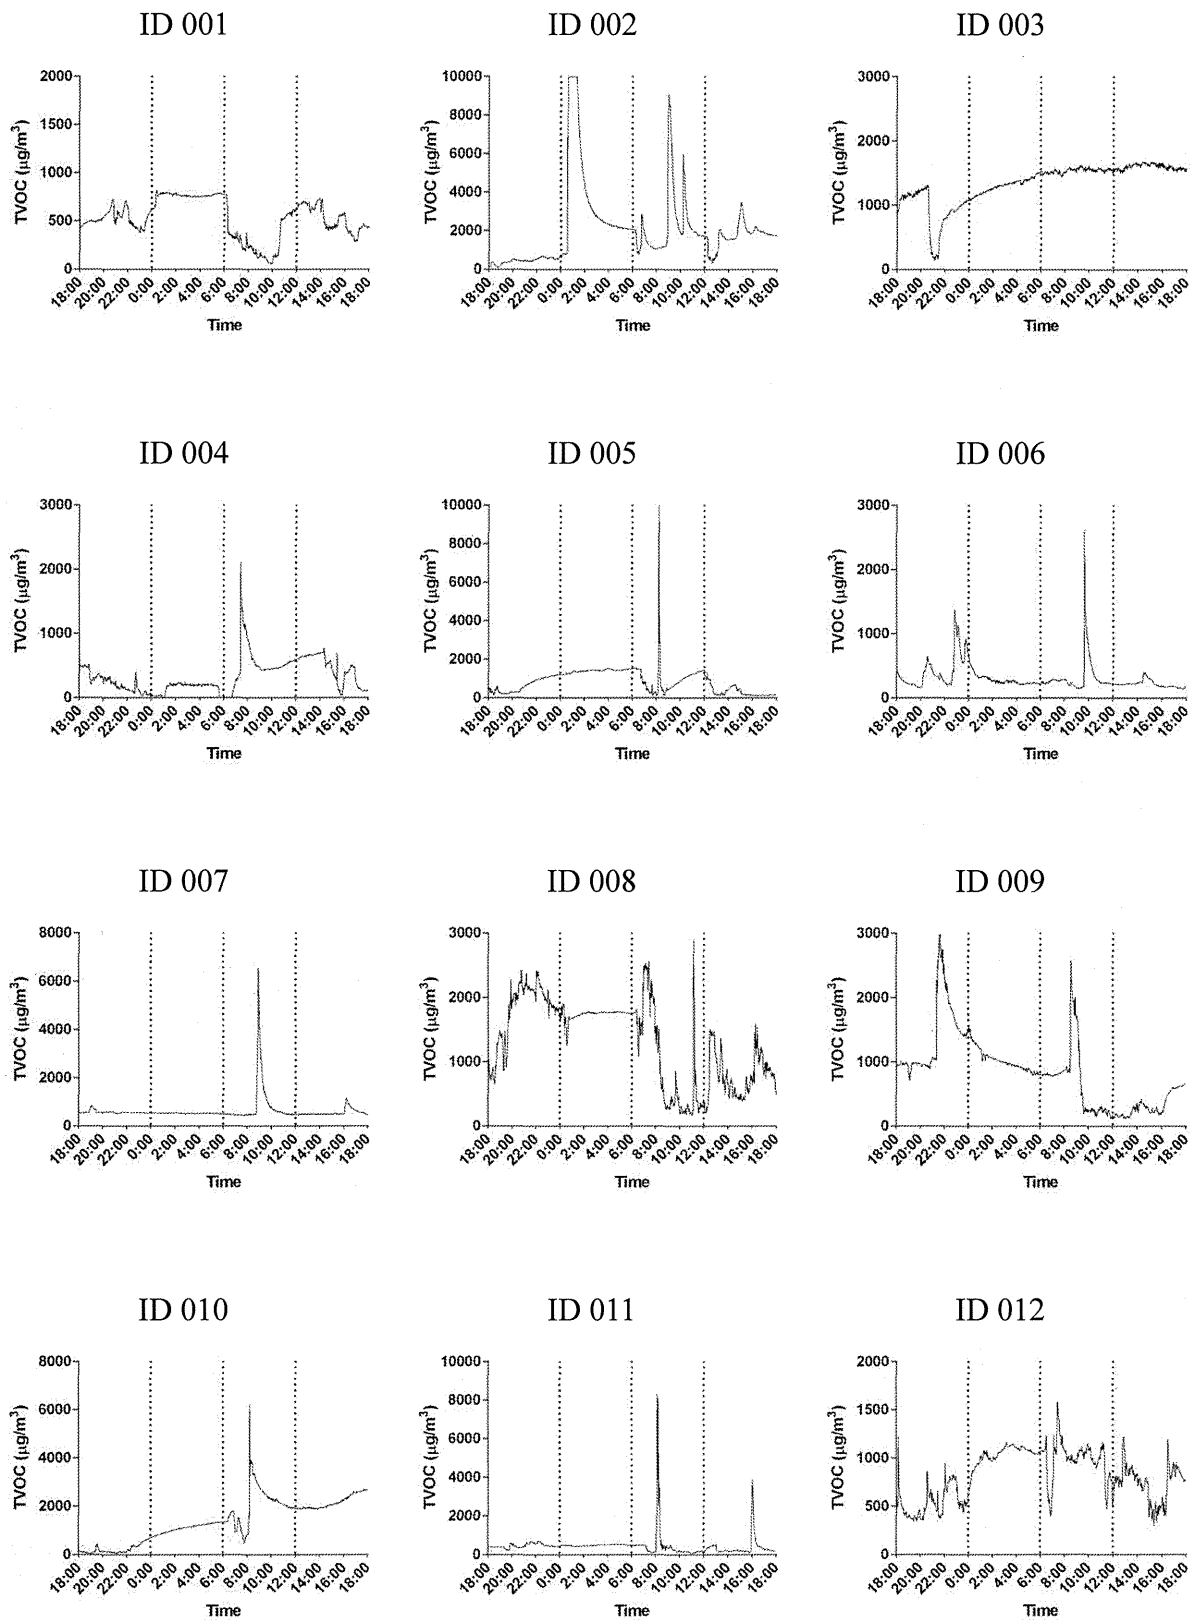 ID 001 ID 002 ID 003
2000 10000 3000
1500 8000 2000
1000 6000 1000
500 4000 0
0 2000
0
TVOC (μg/m³) TVOC (μg/m³) TVOC (μg/m³)
18:00 20:00 22:00 0:00 2:00 4:00 6:00 8:00 10:00 12:00 14:00 16:00 18:00 18:00 20:00 22:00 0:00 2:00 4:00 6:00 8:00 10:00 12:00 14:00 16:00 18:00 18:00 20:00 22:00 0:00 2:00 4:00 6:00 8:00 10:00 12:00 14:00 16:00 18:00
Time Time Time
ID 004 ID 005 ID 006
3000 10000 3000
2000 8000 2000
1000 6000 1000
0 4000 0
2000
0
TVOC (μg/m³) TVOC (μg/m³) TVOC (μg/m³)
18:00 20:00 22:00 0:00 2:00 4:00 6:00 8:00 10:00 12:00 14:00 16:00 18:00 18:00 20:00 22:00 0:00 2:00 4:00 6:00 8:00 10:00 12:00 14:00 16:00 18:00 18:00 20:00 22:00 0:00 2:00 4:00 6:00 8:00 10:00 12:00 14:00 16:00 18:00
Time Time Time
ID 007 ID 008 ID 009
8000 3000 3000
6000 2000 2000
4000 1000 1000
2000 0 0
0
TVOC (μg/m³) TVOC (μg/m³) TVOC (μg/m³)
18:00 20:00 22:00 0:00 2:00 4:00 6:00 8:00 10:00 12:00 14:00 16:00 18:00 18:00 20:00 22:00 0:00 2:00 4:00 6:00 8:00 10:00 12:00 14:00 16:00 18:00 18:00 20:00 22:00 0:00 2:00 4:00 6:00 8:00 10:00 12:00 14:00 16:00 18:00
Time Time Time
ID 010 ID 011 ID 012
8000 10000 2000
6000 8000 1500
4000 6000 1000
2000 4000 500
0 2000 0
0
TVOC (μg/m³) TVOC (μg/m³) TVOC (μg/m³)
18:00 20:00 22:00 0:00 2:00 4:00 6:00 8:00 10:00 12:00 14:00 16:00 18:00 18:00 20:00 22:00 0:00 2:00 4:00 6:00 8:00 10:00 12:00 14:00 16:00 18:00 18:00 20:00 22:00 0:00 2:00 4:00 6:00 8:00 10:00 12:00 14:00 16:00 18:00
Time Time Time